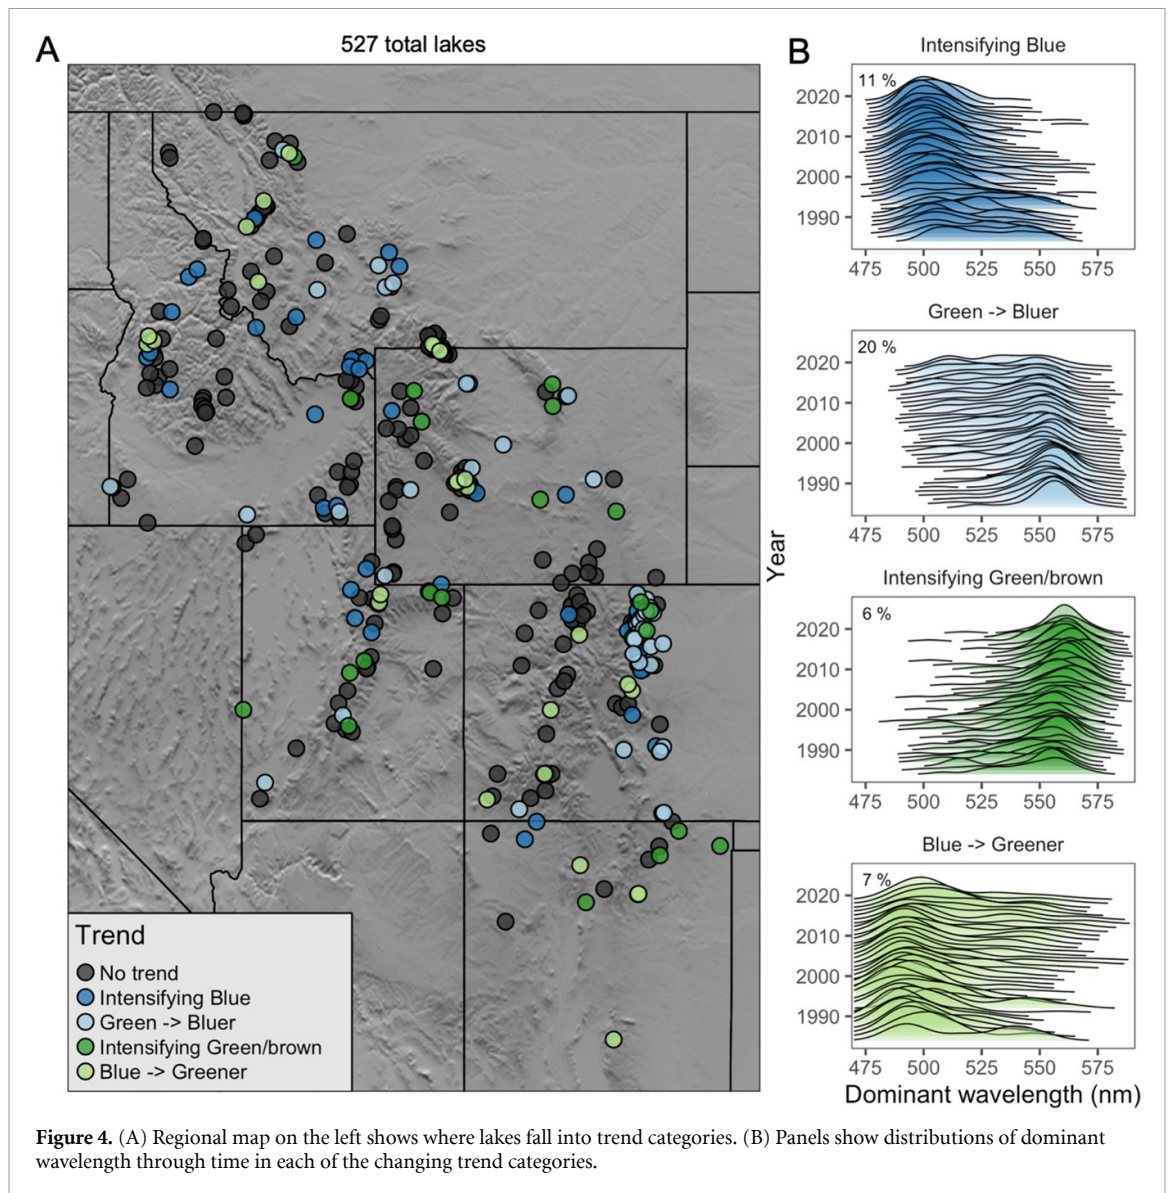 A
527 total lakes
Trend
No trend
Intensifying Blue
Green -> Bluer
Intensifying Green/brown
Blue -> Greener
B
Year
Intensifying Blue
11 %
2020
2010
2000
1990
475 500 525 550 575
Green -> Bluer
20 %
2020
2010
2000
1990
475 500 525 550 575
Intensifying Green/brown
6 %
2020
2010
2000
1990
475 500 525 550 575
Blue -> Greener
7 %
2020
2010
2000
1990
475 500 525 550 575
Dominant wavelength (nm)
Figure 4. (A) Regional map on the left shows where lakes fall into trend categories. (B) Panels show distributions of dominant
wavelength through time in each of the changing trend categories.